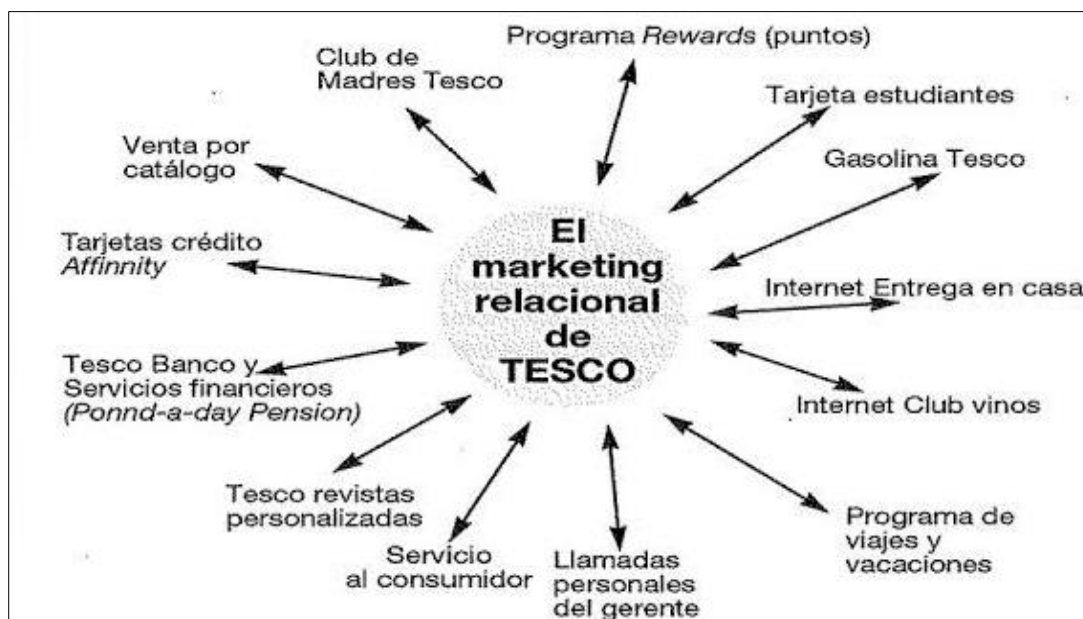 Programa Rewards (puntos)
Club de
Madres Tesco
Tarjeta estudiantes
Venta por
catálogo
Gasolina Tesco
El
marketing
relacional
de
TESCO
Tarjetas crédito
Affinnity
Internet Entrega en casa
Tesco Banco y
Servicios financieros
(Ponnd-a-day Pension)
Internet Club vinos
Tesco revistas
personalizadas
Servicio
al consumidor
Llamadas
personales
del gerente
Programa de
viajes y
vacaciones